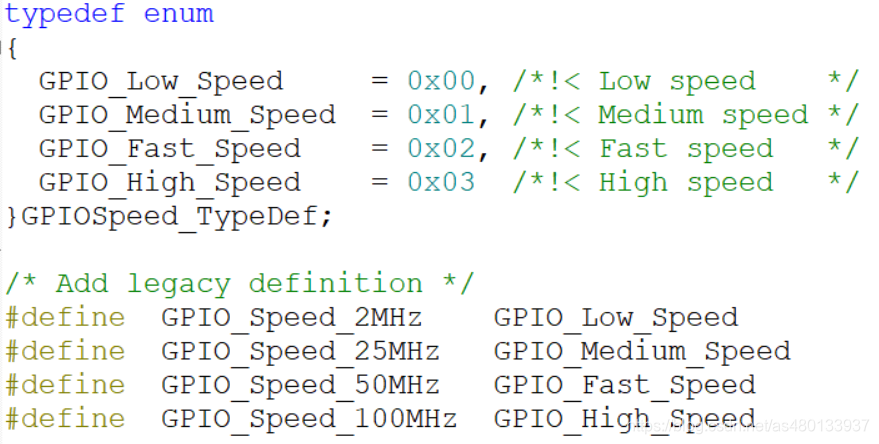 typedef enum
{
  GPIO_Low_Speed     = 0x00, /*!< Low speed    */
  GPIO_Medium_Speed  = 0x01, /*!< Medium speed */
  GPIO_Fast_Speed    = 0x02, /*!< Fast speed   */
  GPIO_High_Speed    = 0x03  /*!< High speed   */
}GPIOSpeed_TypeDef;

/* Add legacy definition */
#define  GPIO_Speed_2MHz    GPIO_Low_Speed
#define  GPIO_Speed_25MHz   GPIO_Medium_Speed
#define  GPIO_Speed_50MHz   GPIO_Fast_Speed
#define  GPIO_Speed_100MHz  GPIO_High_Speed
https://blog.csdn.net/as480133937